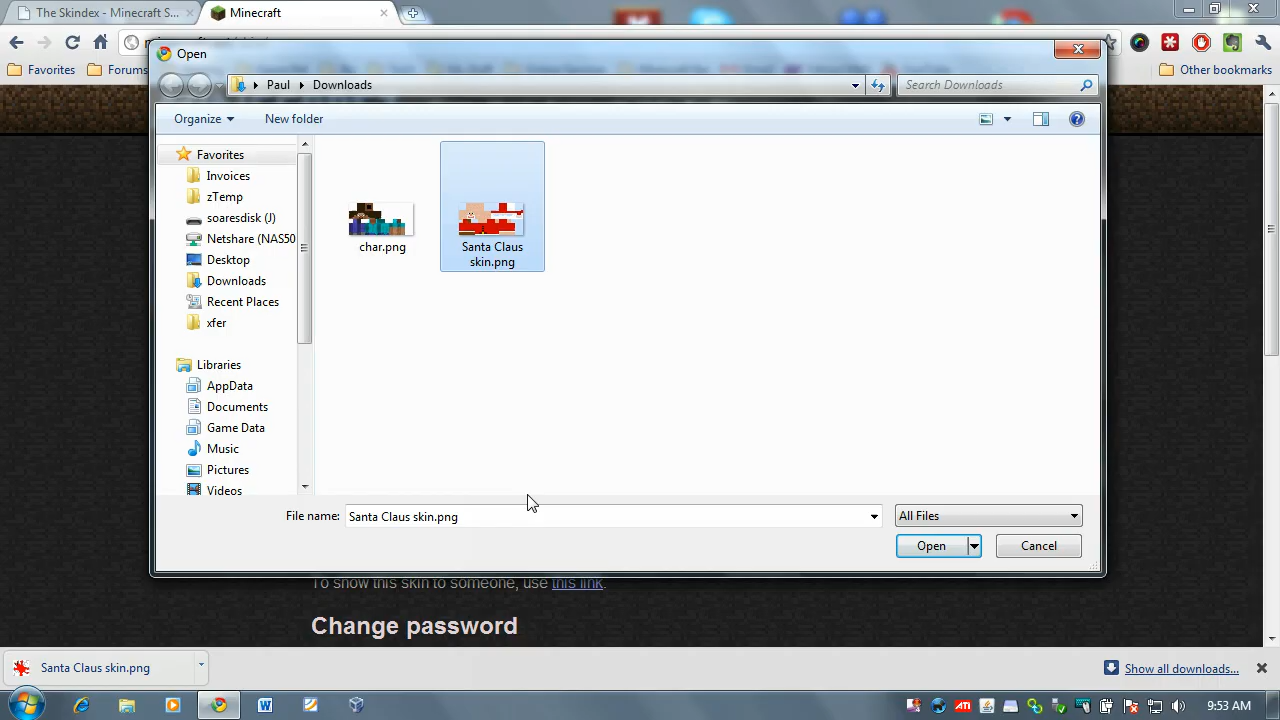 The Skindex - Minecraft S...
Minecraft
Open
Favorites
Forums
Other bookmarks
Paul
Downloads
Search Downloads
Organize
New folder
Favorites
Invoices
zTemp
soaresdisk (J)
Netshare (NAS50
Desktop
Downloads
Recent Places
xfer
Libraries
AppData
Documents
Game Data
Music
Pictures
Videos
char.png
Santa Claus
skin.png
File name:
Santa Claus skin.png
All Files
Open
Cancel
To show this skin to someone, use this link.
Change password
Santa Claus skin.png
Show all downloads...
ATI
9:53 AM